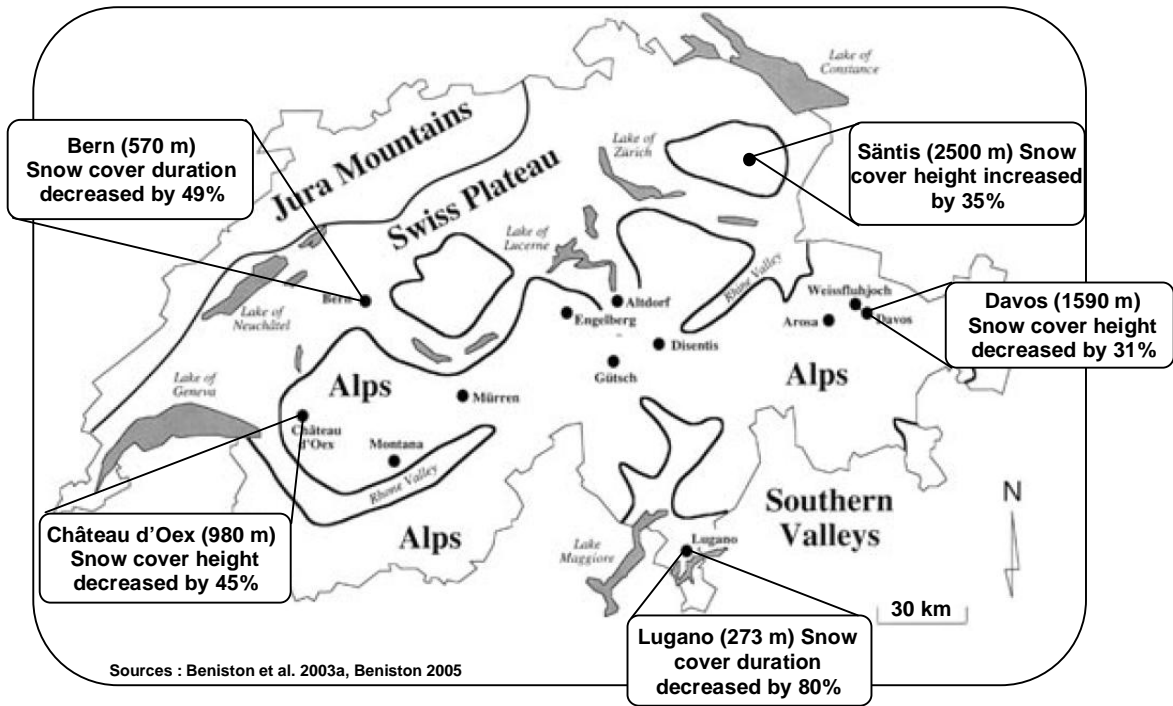 Lake of
Constance
Jura Mountains
Swiss Plateau
Bern (570 m)
Snow cover duration
decreased by 49%
Lake of
Zürich
Säntis (2500 m) Snow
cover height increased
by 35%
Lake of
Lucerne
Rhone Valley
Bern
Lake of
Neuchâtel
Altdorf
Engelberg
Weissfluhjoch
Arosa
Davos
Davos (1590 m)
Snow cover height
decreased by 31%
Disentis
Gütsch
Alps
Alps
Lake of
Geneva
Mürren
Château
d'Oex
Montana
Rhone Valley
Southern
Valleys
N
Château d’Oex (980 m)
Snow cover height
decreased by 45%
Alps
Lake
Maggiore
Lugano
30 km
Lugano (273 m) Snow
cover duration
decreased by 80%
Sources : Beniston et al. 2003a, Beniston 2005